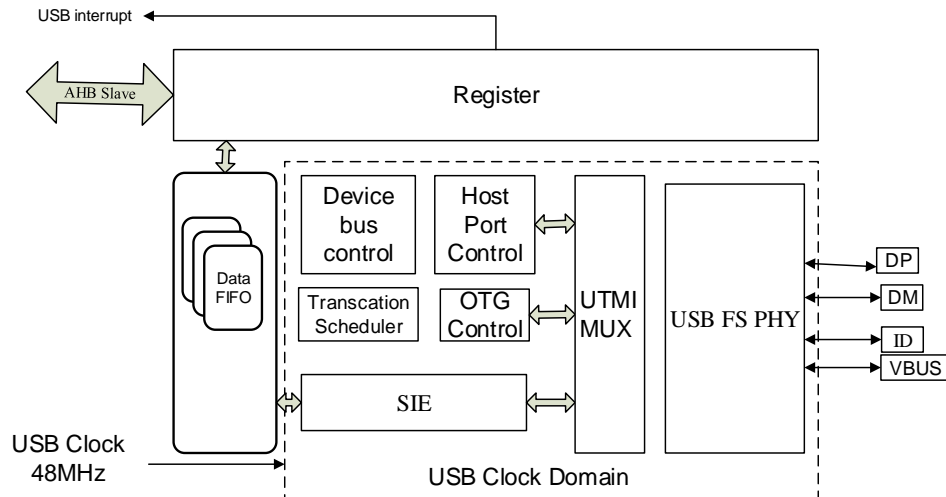 USB interrupt
AHB Slave
Register
Device
bus
control
Host
Port
Control
Data
FIFO
Transcation
Scheduler
OTG
Control
UTMI
MUX
USB FS PHY
DP
DM
ID
VBUS
SIE
USB Clock
48MHz
USB Clock Domain